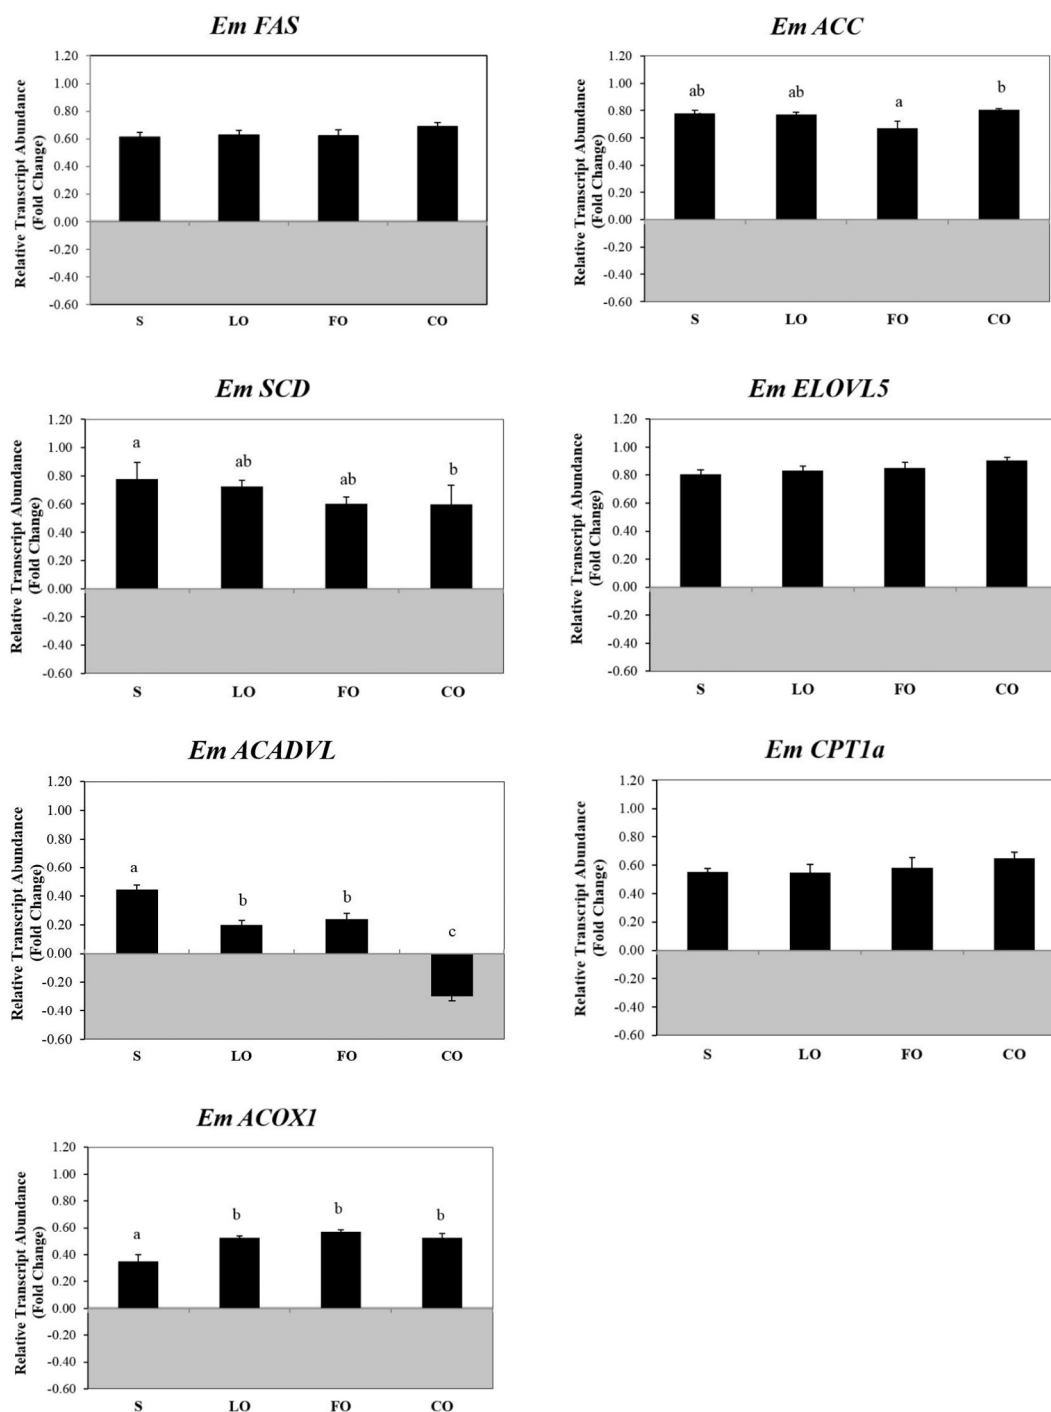 Em FAS
Relative Transcript Abundance
(Fold Change)
1.20
1.00
0.80
0.60
0.40
0.20
0.00
-0.20
-0.40
-0.60
S LO FO CO
Em ACC
Relative Transcript Abundance
(Fold Change)
1.20
1.00
0.80
0.60
0.40
0.20
0.00
-0.20
-0.40
-0.60
ab ab a b
S LO FO CO
Em SCD
Relative Transcript Abundance
(Fold Change)
1.20
1.00
0.80
0.60
0.40
0.20
0.00
-0.20
-0.40
-0.60
a ab ab b
S LO FO CO
Em ELOVL5
Relative Transcript Abundance
(Fold Change)
1.20
1.00
0.80
0.60
0.40
0.20
0.00
-0.20
-0.40
-0.60
S LO FO CO
Em ACADVL
Relative Transcript Abundance
(Fold Change)
1.20
1.00
0.80
0.60
0.40
0.20
0.00
-0.20
-0.40
-0.60
a b b c
S LO FO CO
Em CPT1a
Relative Transcript Abundance
(Fold Change)
1.20
1.00
0.80
0.60
0.40
0.20
0.00
-0.20
-0.40
-0.60
S LO FO CO
Em ACOX1
Relative Transcript Abundance
(Fold Change)
1.20
1.00
0.80
0.60
0.40
0.20
0.00
-0.20
-0.40
-0.60
a b b b
S LO FO CO